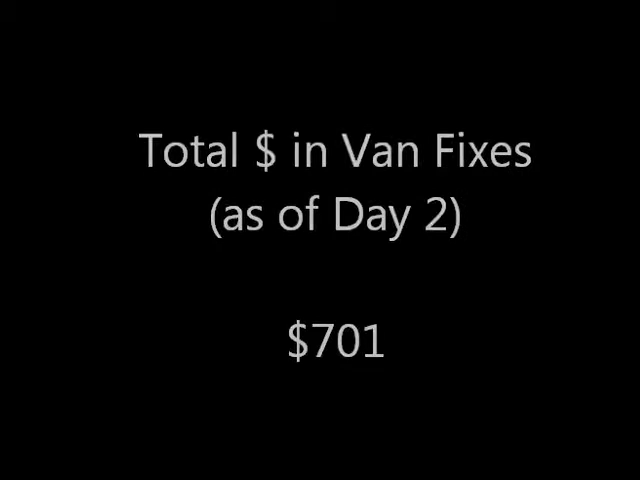 Total $ in Van Fixes
(as of Day 2)
$701